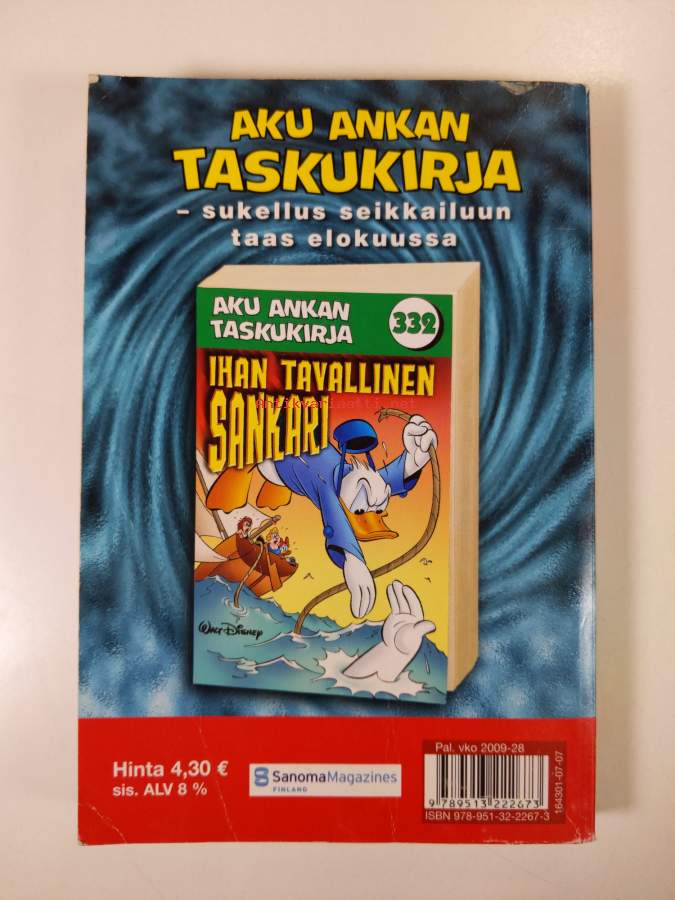 AKU ANKAN
TASKUKIRJA
– sukellus seikkailuun
taas elokuussa
AKU ANKAN
TASKUKIRJA
332
IHAN TAVALLINEN
SANKARI
Antikvariaatti.net
WALT DISNEY
Hinta 4,30 €
sis. ALV 8 %
SanomaMagazines
FINLAND
Pal. vko 2009-28
9 789513 222673
ISBN 978-951-32-2267-3
164301-07-07